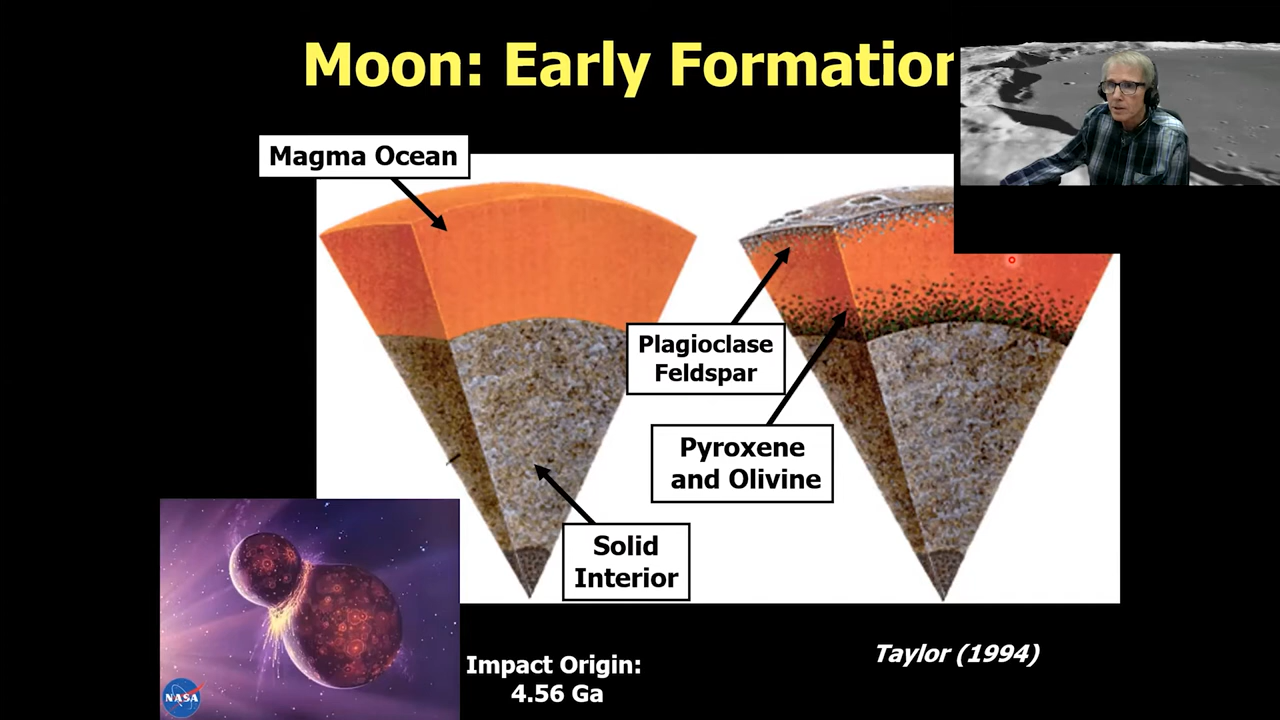 Moon: Early Formation
Magma Ocean
Plagioclase
Feldspar
Pyroxene
and Olivine
Solid
Interior
NASA
Impact Origin:
4.56 Ga
Taylor (1994)